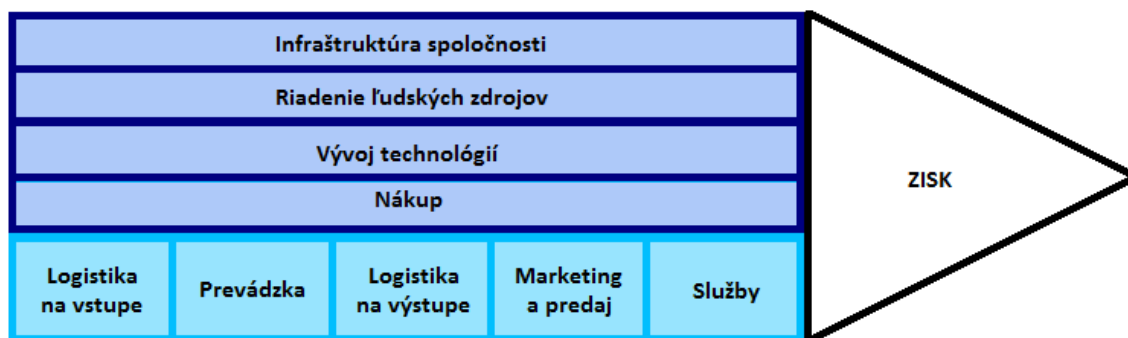 Infraštruktúra spoločnosti
Riadenie ľudských zdrojov
Vývoj technológií
Nákup
ZISK
Logistika
na vstupe
Prevádzka
Logistika
na výstupe
Marketing
a predaj
Služby